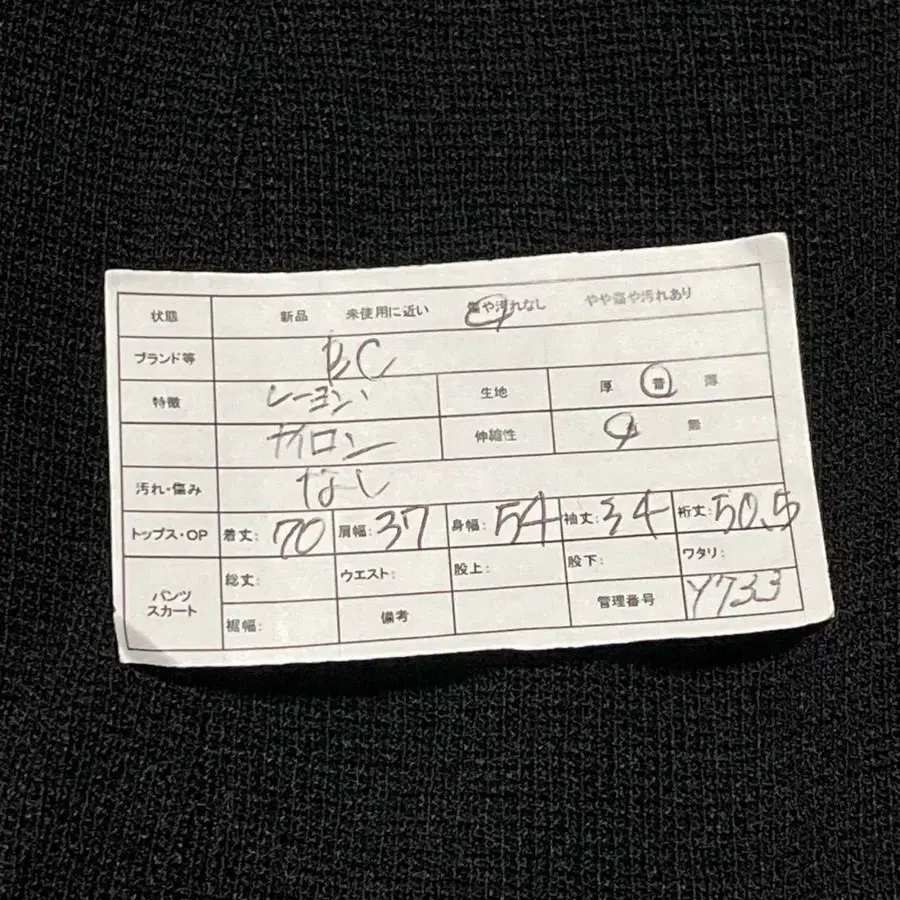 状態 新品 未使用に近い 傷や汚れなし やや傷や汚れあり
ブランド等 BC
特徴 レーヨン、 生地 厚 普 薄
ナイロン 伸縮性 無
汚れ・傷み なし
トップス・OP 着丈: 70 肩幅: 37 身幅: 54 袖丈: 34 裄丈: 50.5
パンツ スカート 総丈: ウエスト: 股上: 股下: ワタリ:
裾幅: 備考 管理番号 Y733